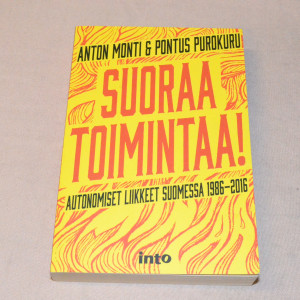 ANTON MONTI & PONTUS PUROKURU
SUORAA
TOIMINTAA!
AUTONOMISET LIIKKEET SUOMESSA 1986–2016
into